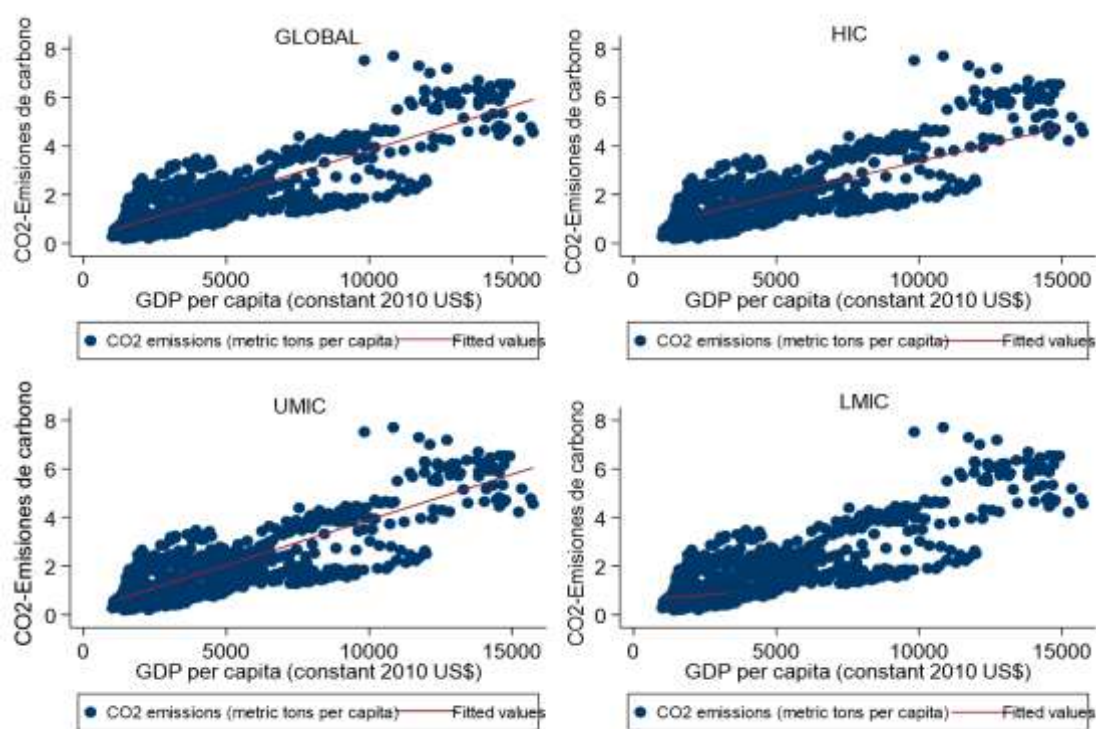 GLOBAL
CO2-Emisiones de carbono
8
6
4
2
0
0 5000 10000 15000
GDP per capita (constant 2010 US$)
CO2 emissions (metric tons per capita) Fitted values
HIC
CO2-Emisiones de carbono
8
6
4
2
0
0 5000 10000 15000
GDP per capita (constant 2010 US$)
CO2 emissions (metric tons per capita) Fitted values
UMIC
CO2-Emisiones de carbono
8
6
4
2
0
0 5000 10000 15000
GDP per capita (constant 2010 US$)
CO2 emissions (metric tons per capita) Fitted values
LMIC
CO2-Emisiones de carbono
8
6
4
2
0
0 5000 10000 15000
GDP per capita (constant 2010 US$)
CO2 emissions (metric tons per capita) Fitted values